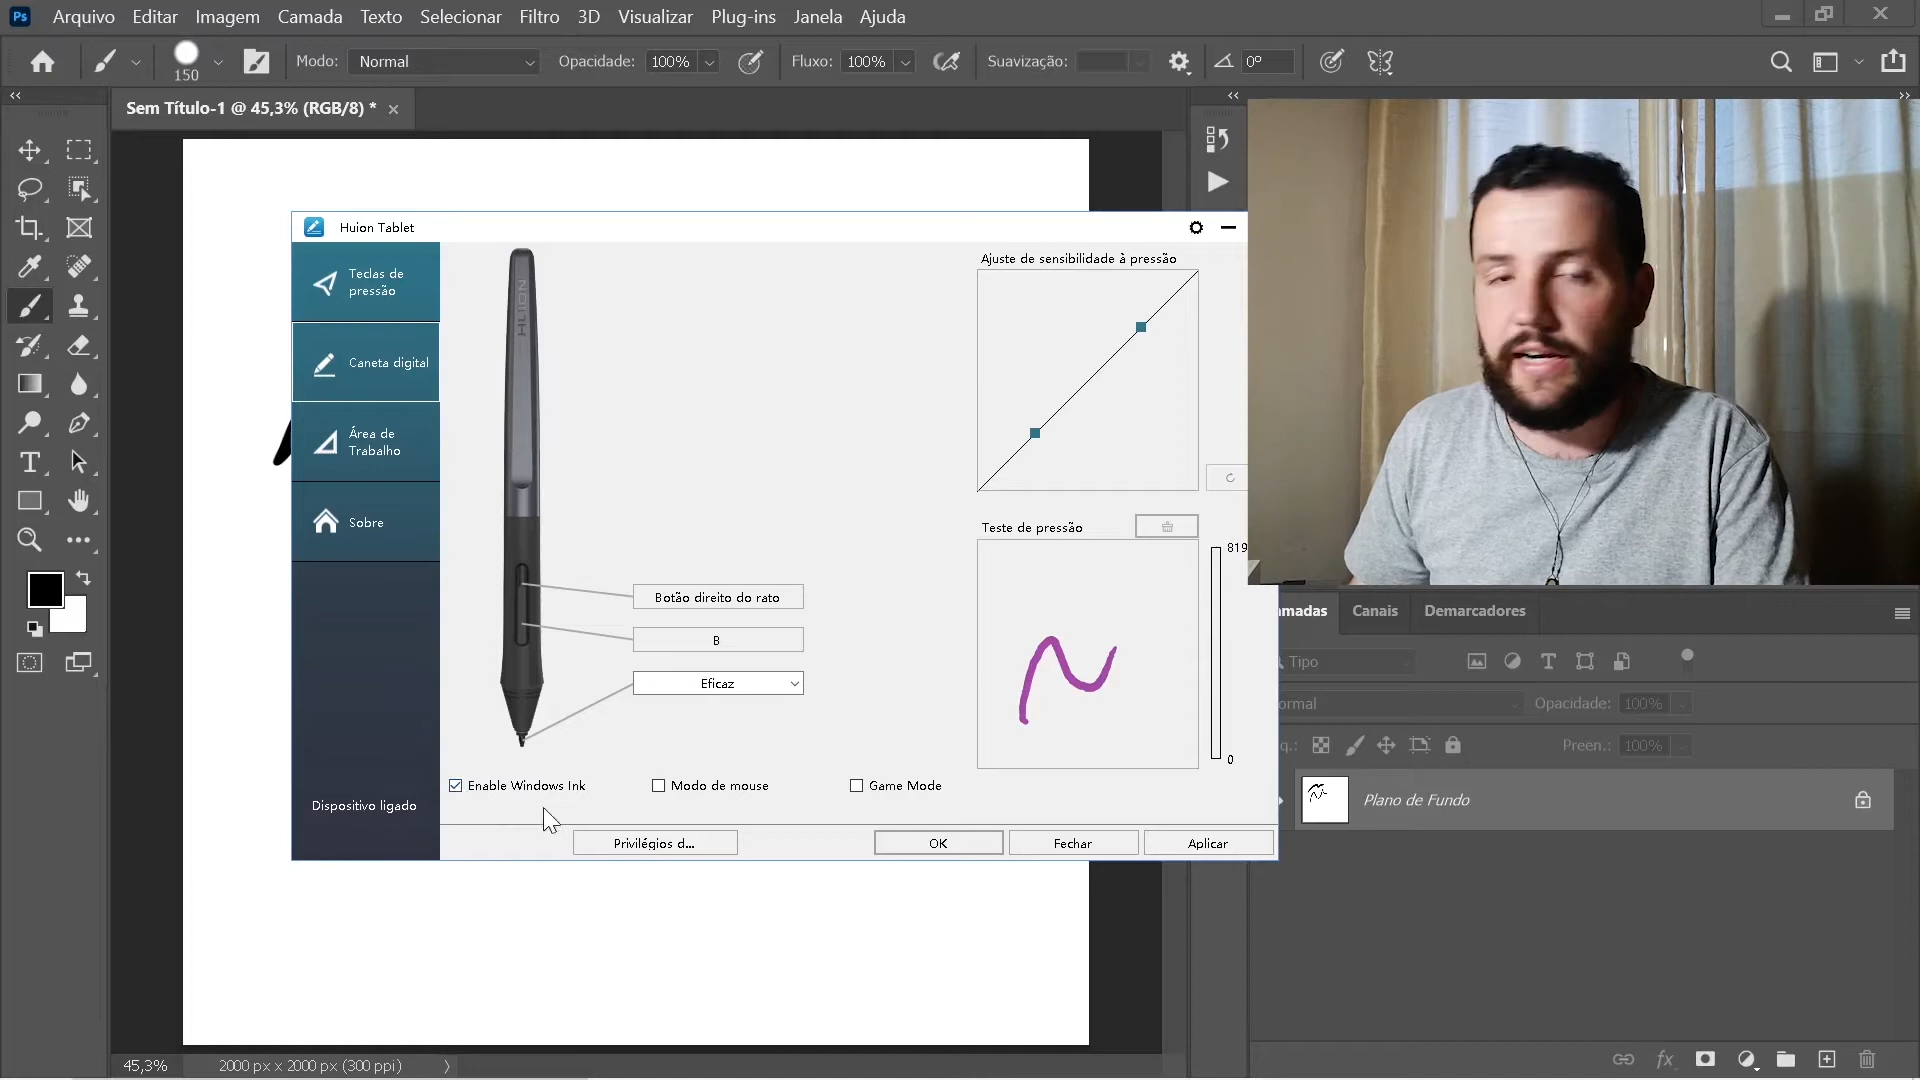 Ps Arquivo Editar Imagem Camada Texto Selecionar Filtro 3D Visualizar Plug-ins Janela Ajuda
150 Modo: Normal Opacidade: 100% Fluxo: 100% Suavização: 0º
Sem Título-1 @ 45,3% (RGB/8) * ×
Huion Tablet
Teclas de
pressão
Caneta digital
Área de
Trabalho
Sobre
Dispositivo ligado
HUION
Ajuste de sensibilidade à pressão
Teste de pressão
819
0
Botão direito do rato
B
Eficaz
Enable Windows Ink Modo de mouse Game Mode
Privilégios d... OK Fechar Aplicar
amadas Canais Demarcadores
Tipo
ormal Opacidade: 100%
q.: Preen.: 100%
Plano de Fundo
fx
45,3% 2000 px x 2000 px (300 ppi)